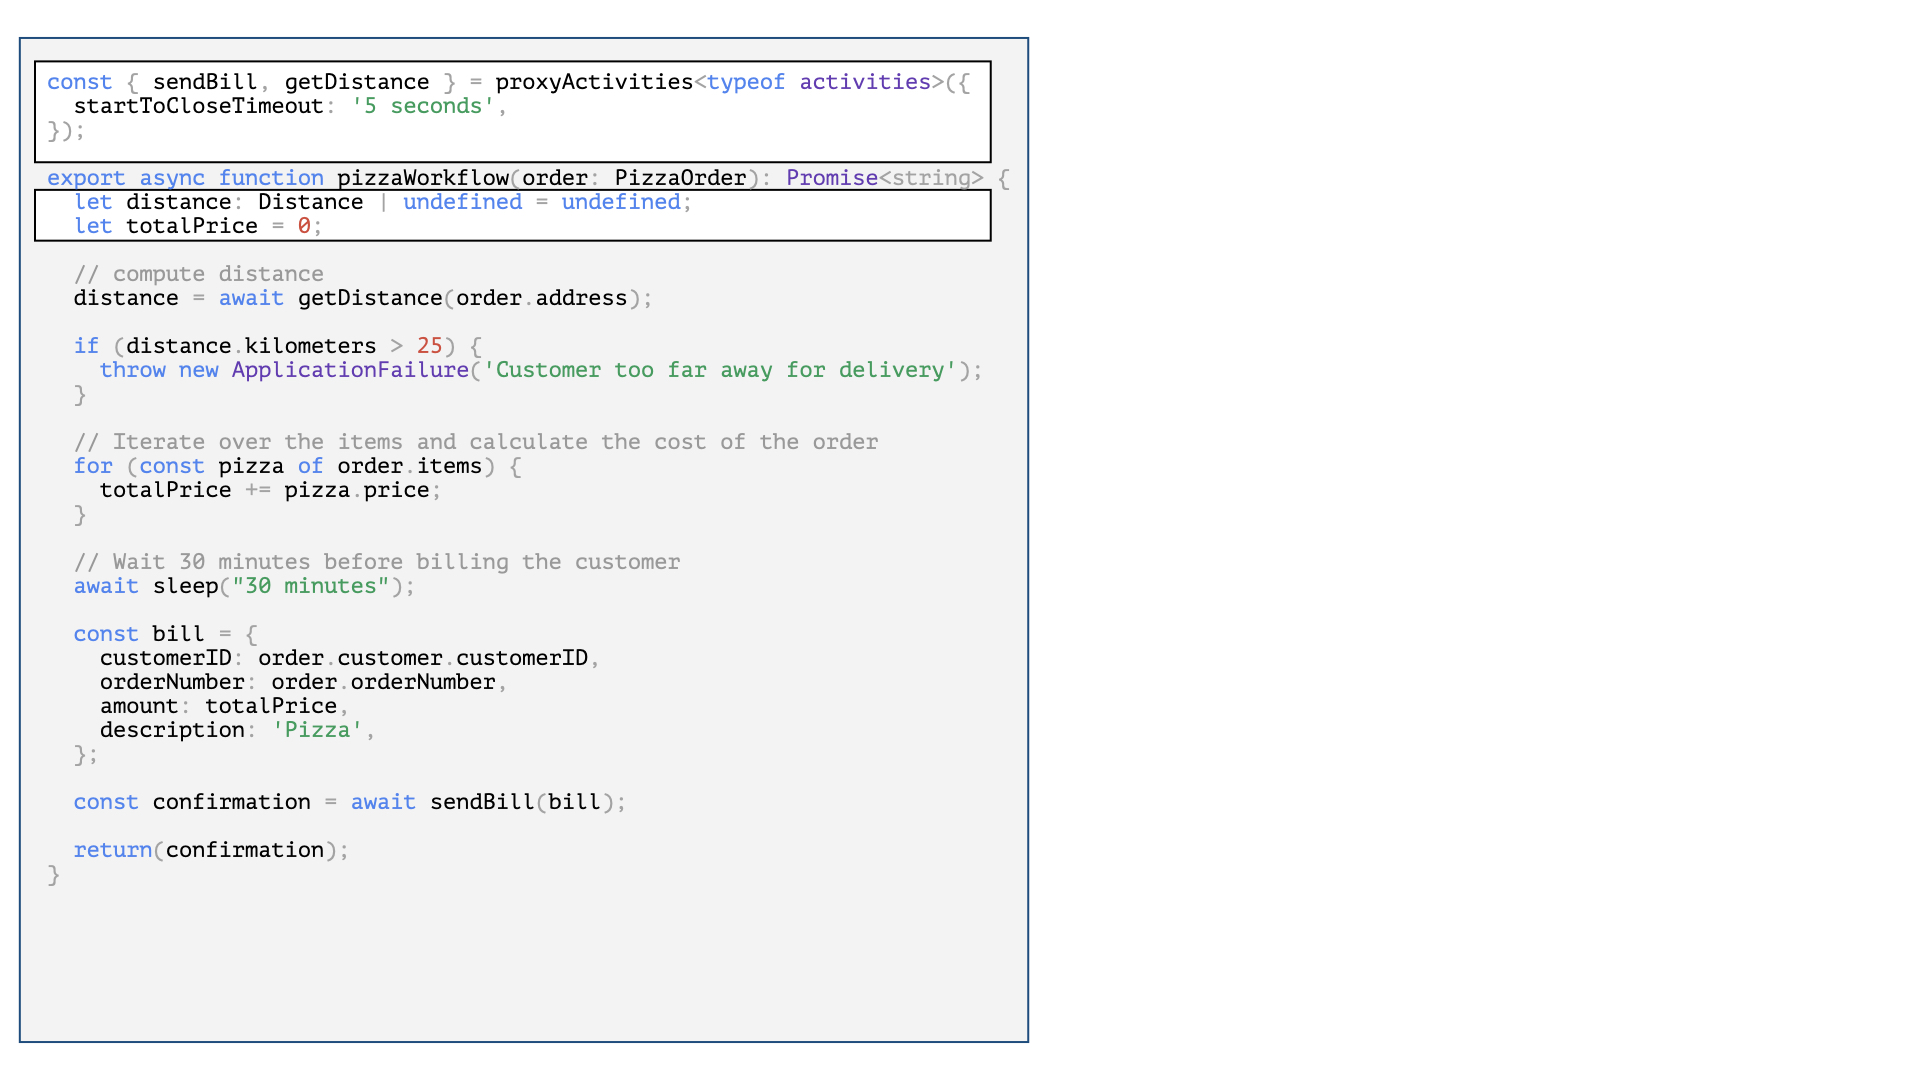 const { sendBill, getDistance } = proxyActivities<typeof activities>({
  startToCloseTimeout: '5 seconds',
});
export async function pizzaWorkflow(order: PizzaOrder): Promise<string> {
  let distance: Distance | undefined = undefined;
  let totalPrice = 0;
  // compute distance
  distance = await getDistance(order.address);
  if (distance.kilometers > 25) {
    throw new ApplicationFailure('Customer too far away for delivery');
  }
  // Iterate over the items and calculate the cost of the order
  for (const pizza of order.items) {
    totalPrice += pizza.price;
  }
  // Wait 30 minutes before billing the customer
  await sleep("30 minutes");
  const bill = {
    customerID: order.customer.customerID,
    orderNumber: order.orderNumber,
    amount: totalPrice,
    description: 'Pizza',
  };
  const confirmation = await sendBill(bill);
  return(confirmation);
}